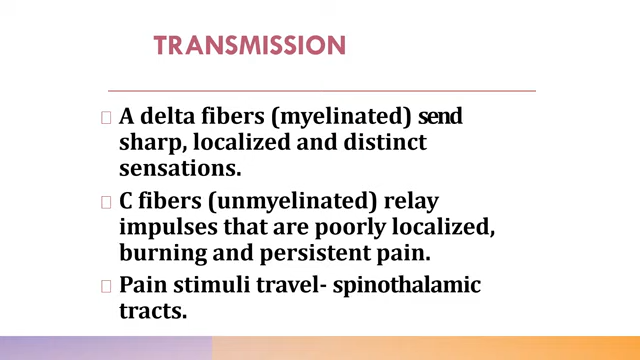 TRANSMISSION
A delta fibers (myelinated) send
sharp, localized and distinct
sensations.
C fibers (unmyelinated) relay
impulses that are poorly localized,
burning and persistent pain.
Pain stimuli travel- spinothalamic
tracts.